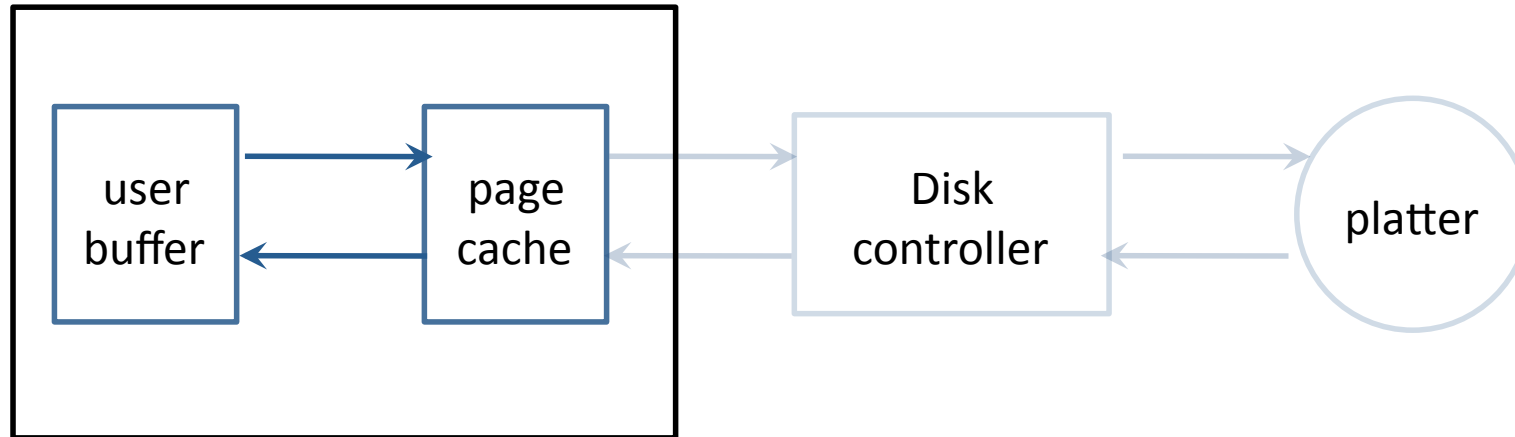 user
buffer
page
cache
Disk
controller
platter